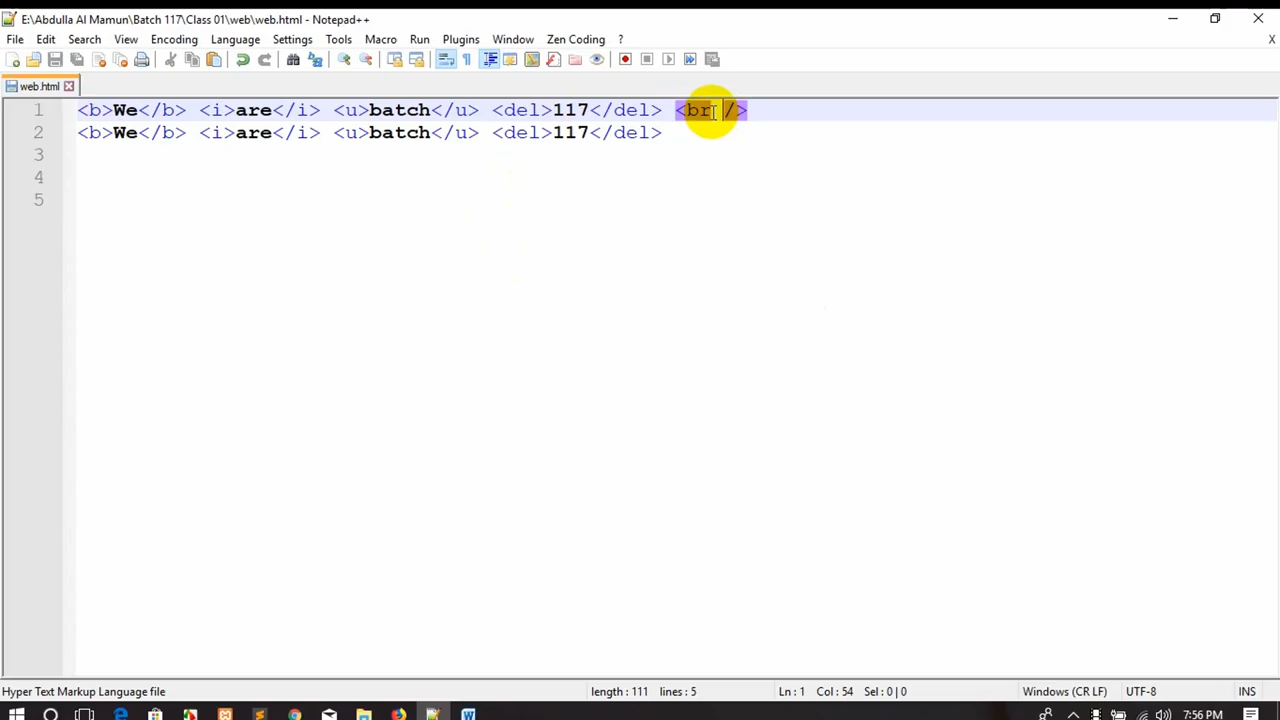 E:\Abdulla Al Mamun\Batch 117\Class 01\web\web.html - Notepad++
File Edit Search View Encoding Language Settings Tools Macro Run Plugins Window Zen Coding ? X
web.html
1 <b>We</b> <i>are</i> <u>batch</u> <del>117</del> <br />
2 <b>We</b> <i>are</i> <u>batch</u> <del>117</del>
3
4
5
Hyper Text Markup Language file length : 111 lines : 5 Ln : 1 Col : 54 Sel : 0 | 0 Windows (CR LF) UTF-8 INS
7:56 PM